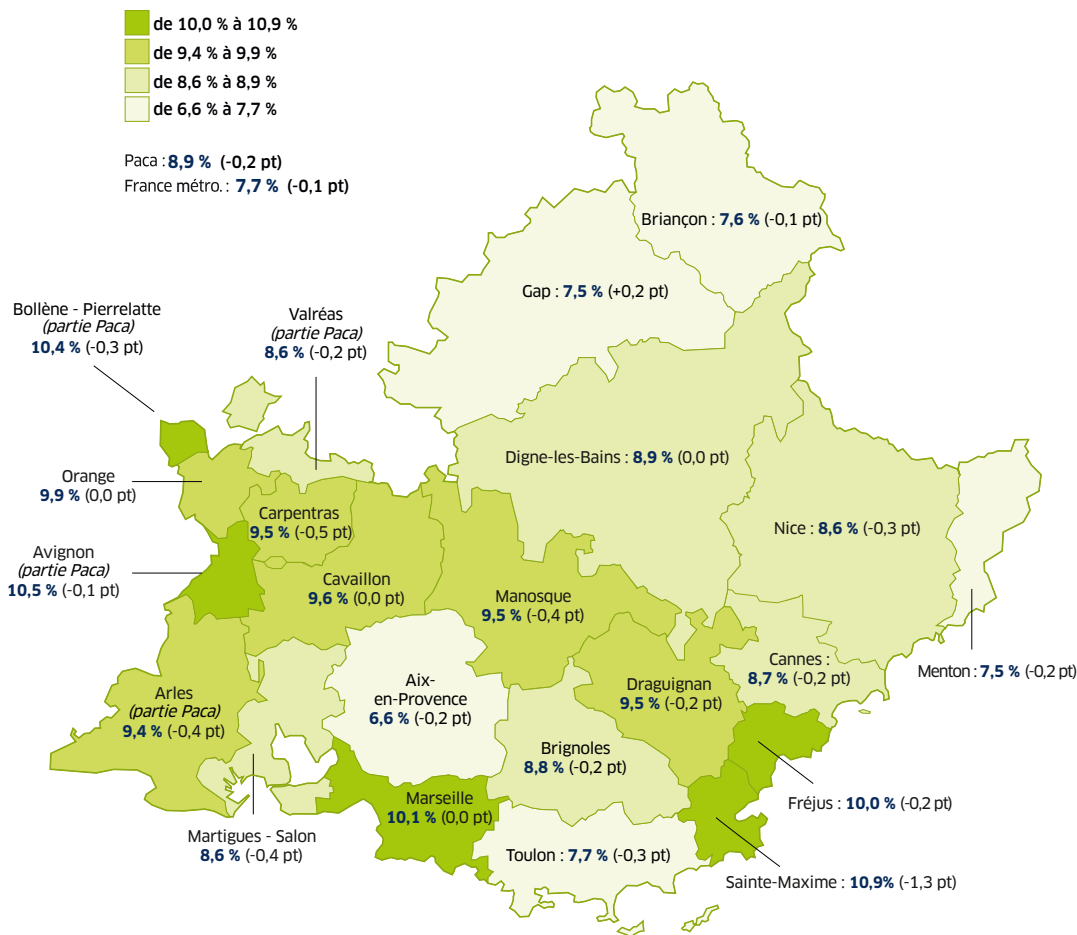 de 10,0 % à 10,9 %
de 9,4 % à 9,9 %
de 8,6 % à 8,9 %
de 6,6 % à 7,7 %
Paca : 8,9 % (-0,2 pt)
France métro. : 7,7 % (-0,1 pt)
Briançon : 7,6 % (-0,1 pt)
Gap : 7,5 % (+0,2 pt)
Bollène - Pierrelatte
(partie Paca)
10,4 % (-0,3 pt)
Valréas
(partie Paca)
8,6 % (-0,2 pt)
Digne-les-Bains : 8,9 % (0,0 pt)
Orange
9,9 % (0,0 pt)
Carpentras
9,5 % (-0,5 pt)
Nice : 8,6 % (-0,3 pt)
Avignon
(partie Paca)
10,5 % (-0,1 pt)
Cavaillon
9,6 % (0,0 pt)
Manosque
9,5 % (-0,4 pt)
Cannes :
8,7 % (-0,2 pt)
Menton : 7,5 % (-0,2 pt)
Arles
(partie Paca)
9,4 % (-0,4 pt)
Aix-
en-Provence
6,6 % (-0,2 pt)
Draguignan
9,5 % (-0,2 pt)
Brignoles
8,8 % (-0,2 pt)
Marseille
10,1 % (0,0 pt)
Fréjus : 10,0 % (-0,2 pt)
Martigues - Salon
8,6 % (-0,4 pt)
Toulon : 7,7 % (-0,3 pt)
Sainte-Maxime : 10,9% (-1,3 pt)